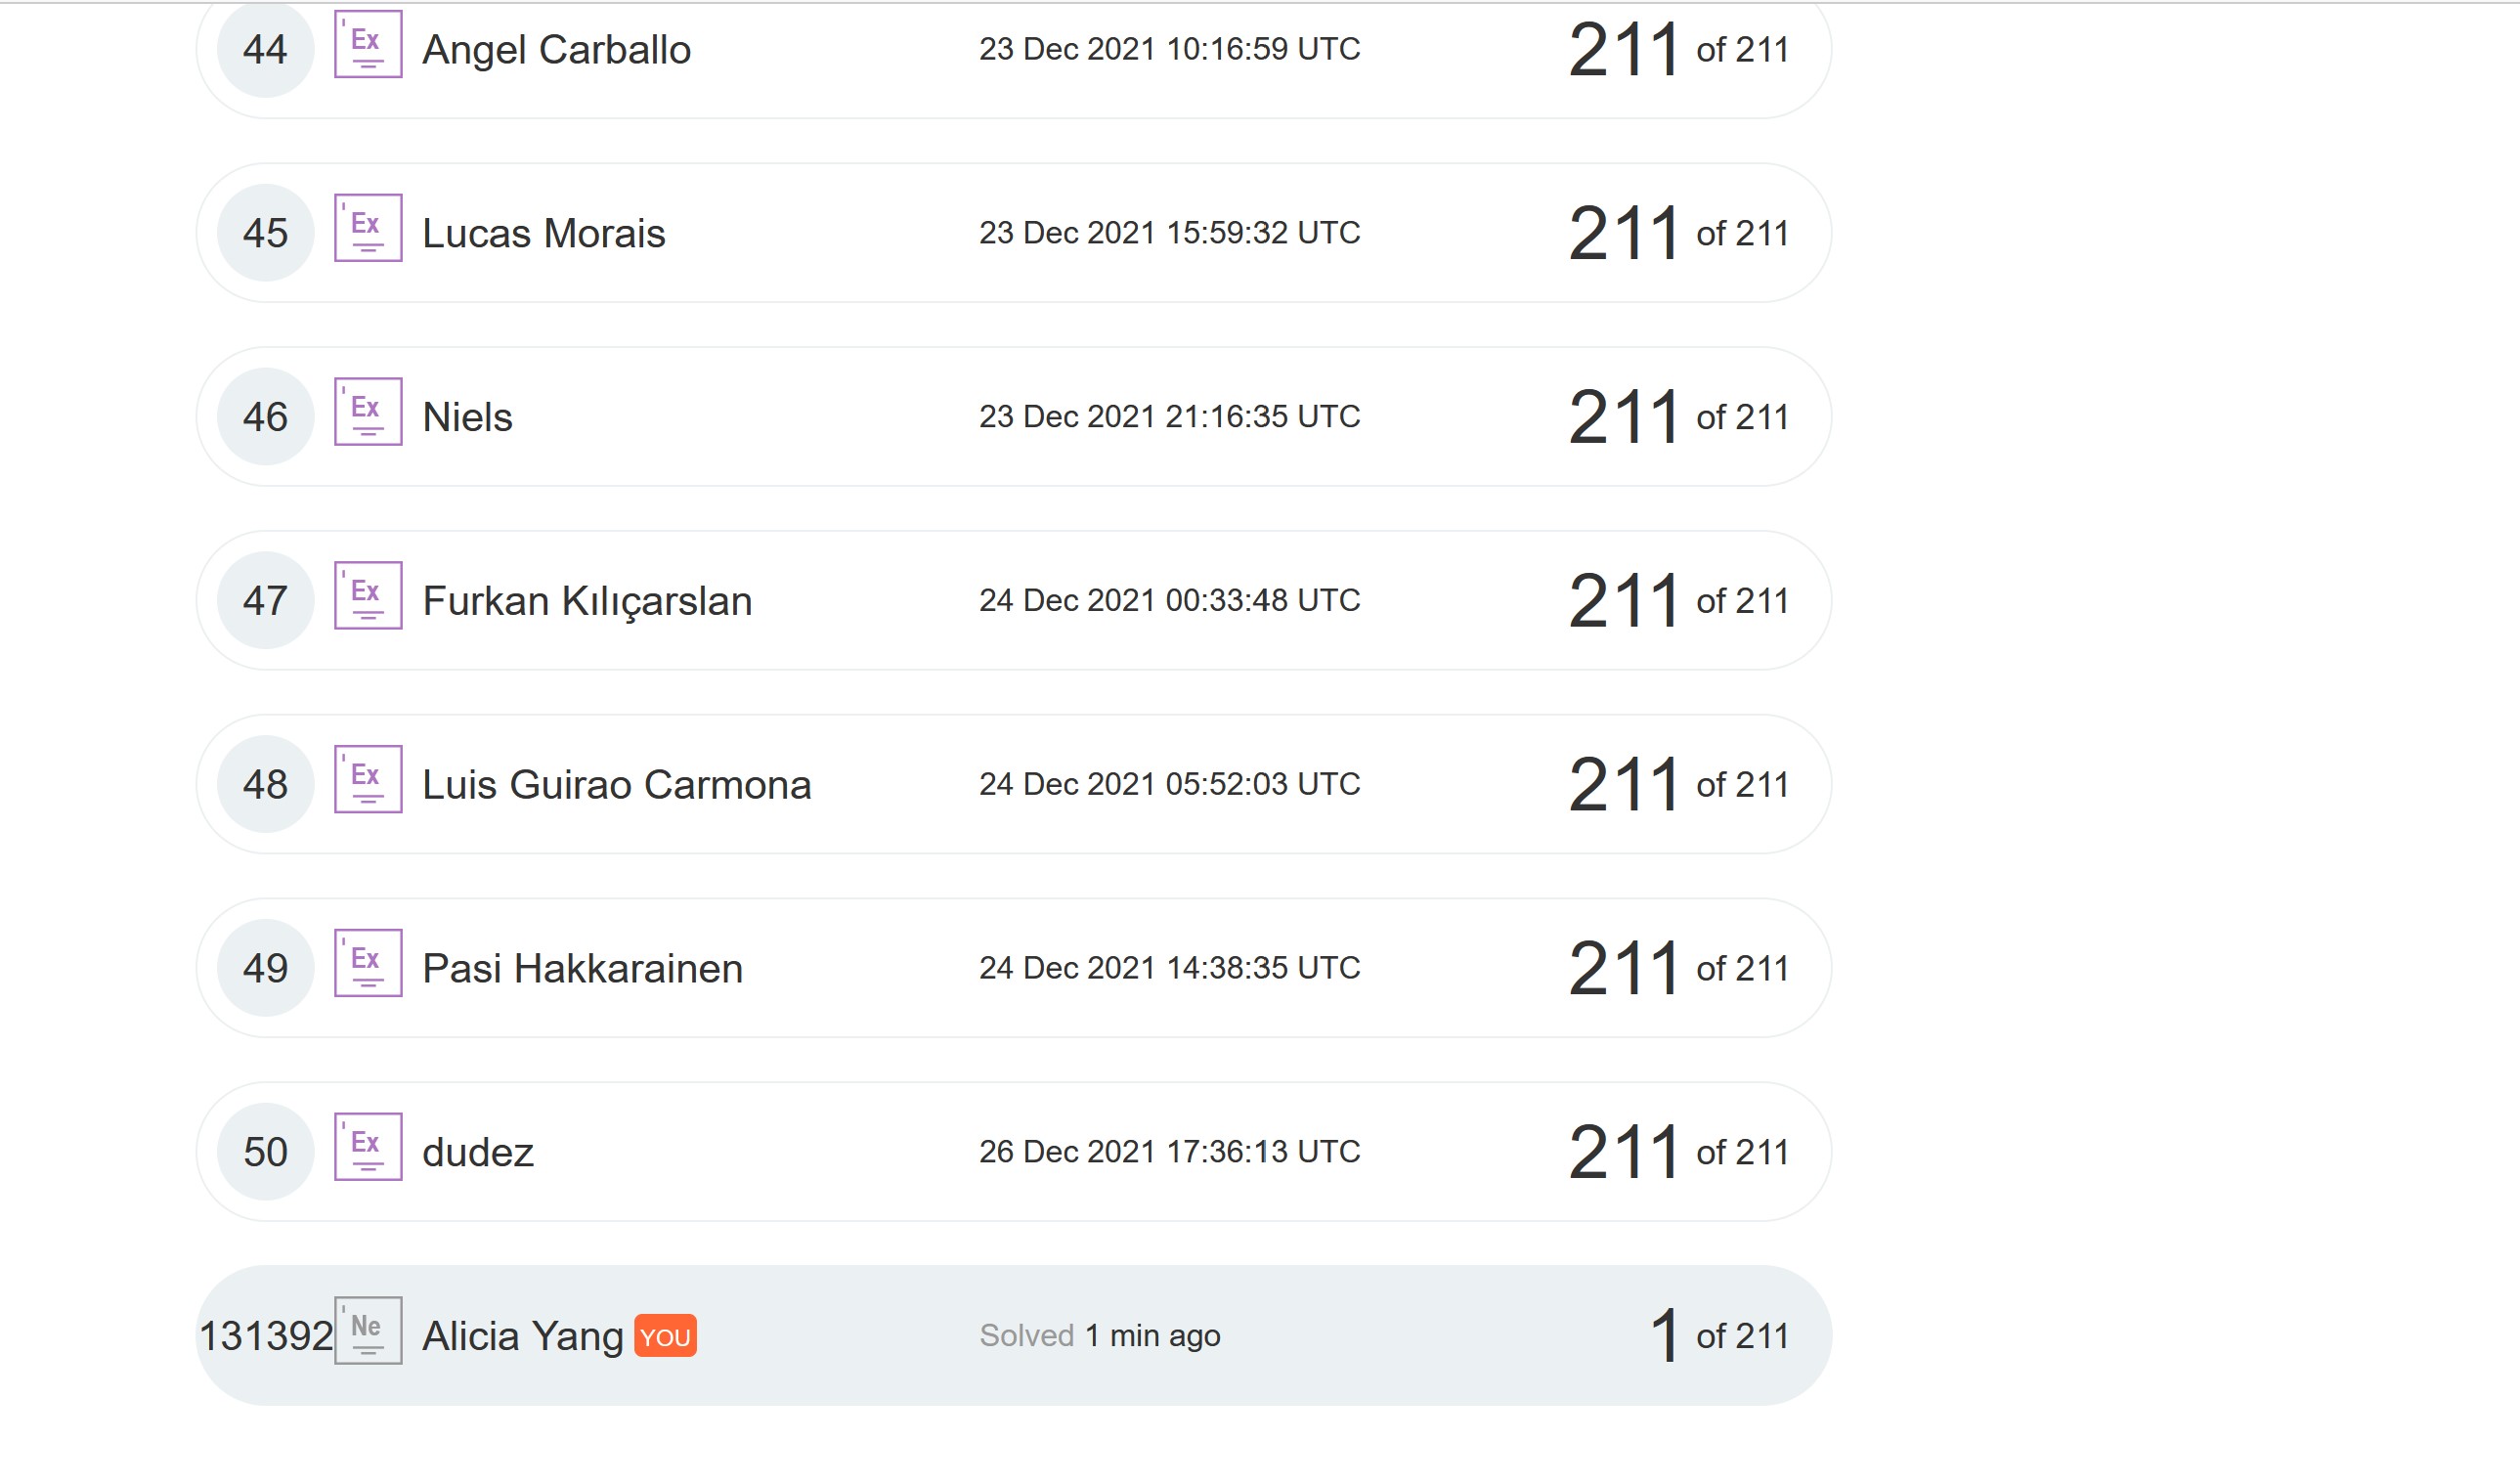 44 Ex Angel Carballo 23 Dec 2021 10:16:59 UTC 211 of 211
45 Ex Lucas Morais 23 Dec 2021 15:59:32 UTC 211 of 211
46 Ex Niels 23 Dec 2021 21:16:35 UTC 211 of 211
47 Ex Furkan Kılıçarslan 24 Dec 2021 00:33:48 UTC 211 of 211
48 Ex Luis Guirao Carmona 24 Dec 2021 05:52:03 UTC 211 of 211
49 Ex Pasi Hakkarainen 24 Dec 2021 14:38:35 UTC 211 of 211
50 Ex dudez 26 Dec 2021 17:36:13 UTC 211 of 211
131392 Ne Alicia Yang YOU Solved 1 min ago 1 of 211